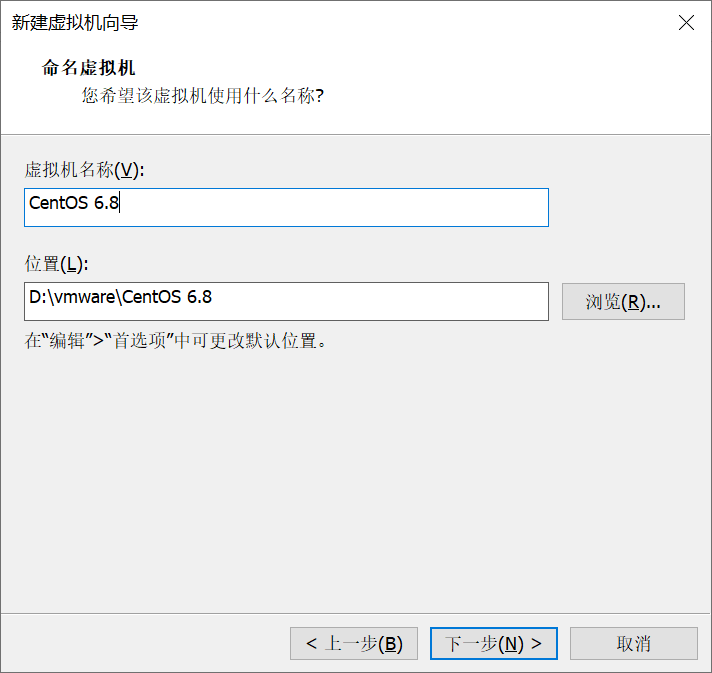 新建虚拟机向导
命名虚拟机
您希望该虚拟机使用什么名称?
虚拟机名称(V):
CentOS 6.8
位置(L):
D:\vmware\CentOS 6.8
浏览(R)...
在“编辑”>“首选项”中可更改默认位置。
< 上一步(B) 下一步(N) > 取消